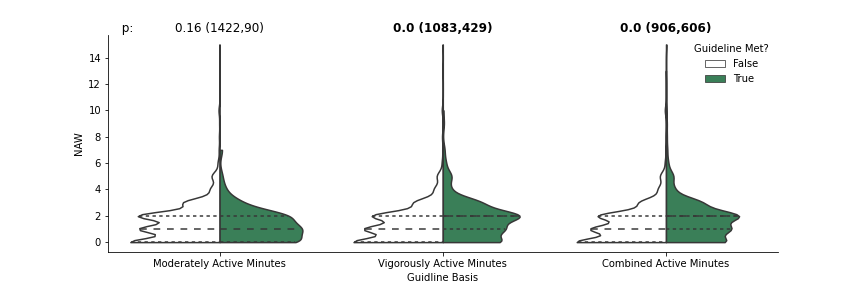 p: 0.16 (1422,90) 0.0 (1083,429) 0.0 (906,606)
Guideline Met?
False
True
14
12
10
8
6
4
2
0
NAW
Moderately Active Minutes Vigorously Active Minutes Combined Active Minutes
Guidline Basis